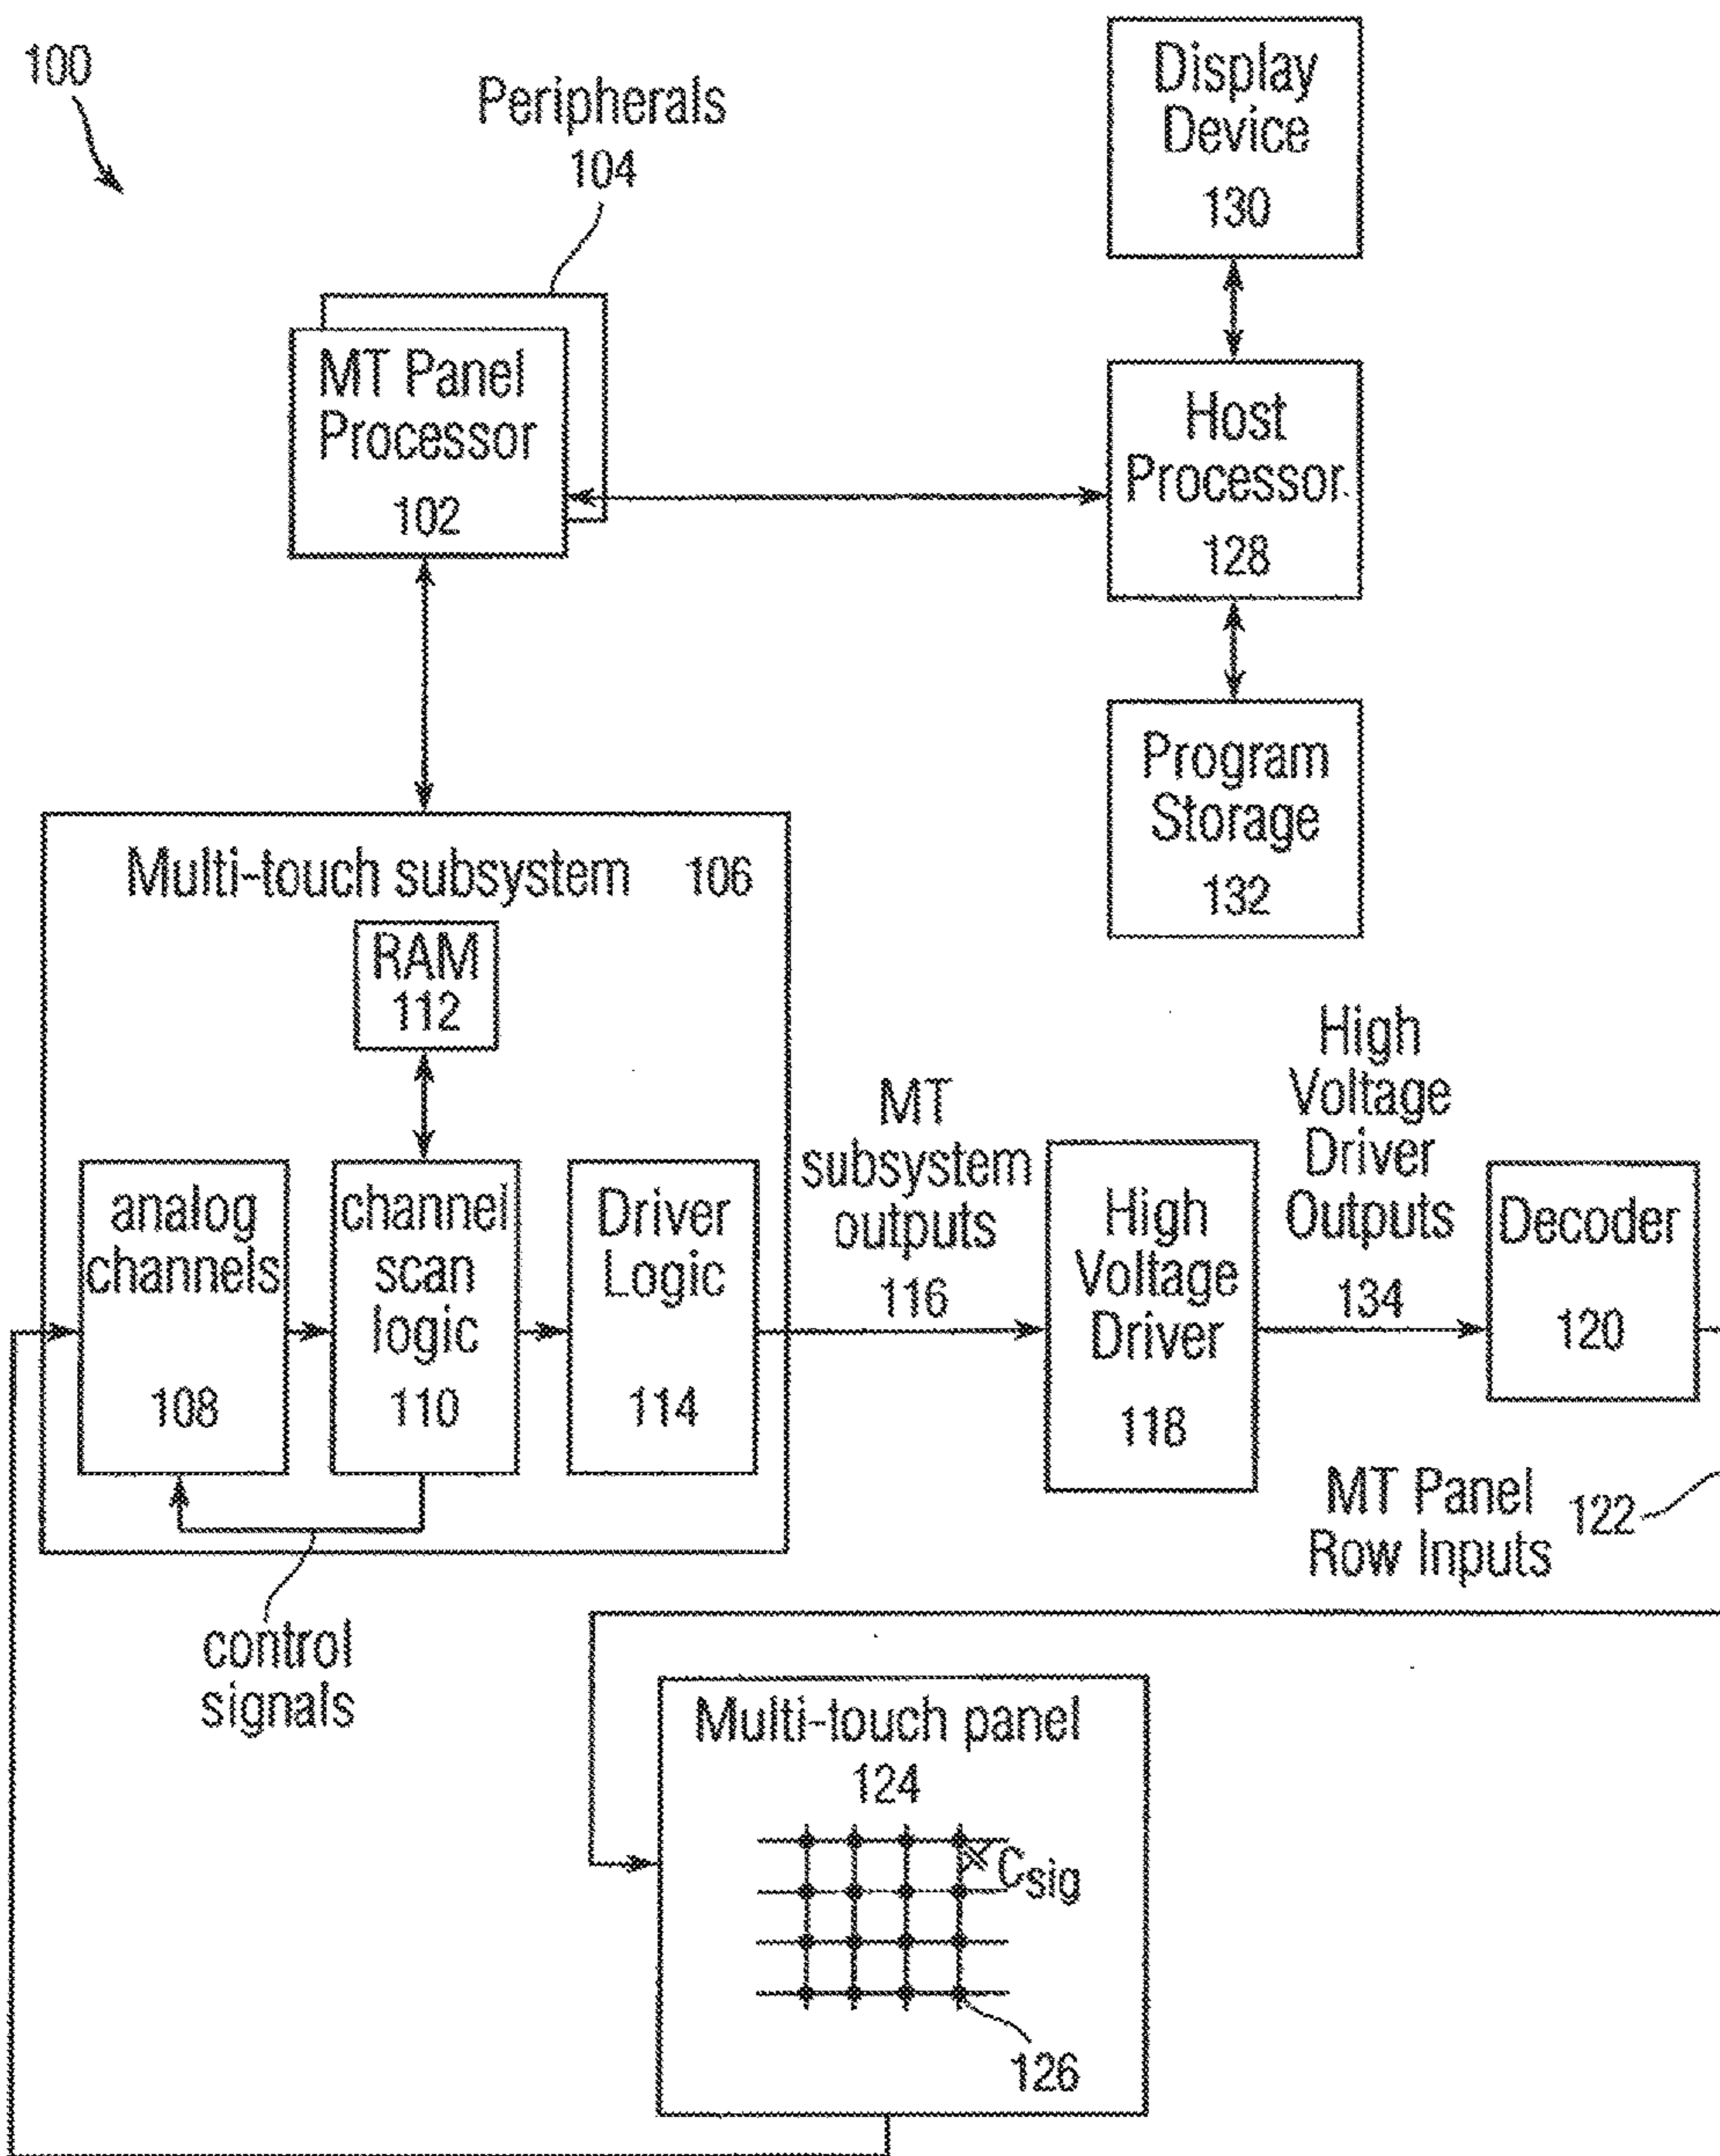 100
Peripherals
104
Display
Device
130
MT Panel
Processor
102
Host
Processor
128
Program
Storage
132
Multi-touch subsystem 106
RAM
112
analog
channels
108
channel
scan
logic
110
Driver
Logic
114
MT
subsystem
outputs
116
High
Voltage
Driver
118
High
Voltage
Driver
Outputs
134
Decoder
120
MT Panel
Row Inputs
122
control
signals
Multi-touch panel
124
Csig
126